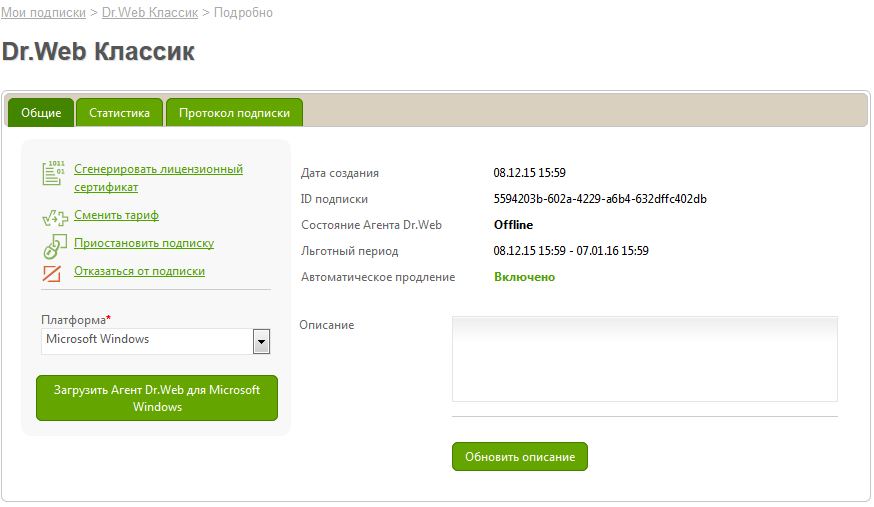 Мои подписки > Dr.Web Классик > Подробно
Dr.Web Классик
Общие
Статистика
Протокол подписки
1011
01
Сгенерировать лицензионный
сертификат
Сменить тариф
Приостановить подписку
Отказаться от подписки
Платформа*
Microsoft Windows
Загрузить Агент Dr.Web для Microsoft
Windows
Дата создания 08.12.15 15:59
ID подписки 5594203b-602a-4229-a6b4-632dffc402db
Состояние Агента Dr.Web Offline
Льготный период 08.12.15 15:59 - 07.01.16 15:59
Автоматическое продление Включено
Описание
Обновить описание